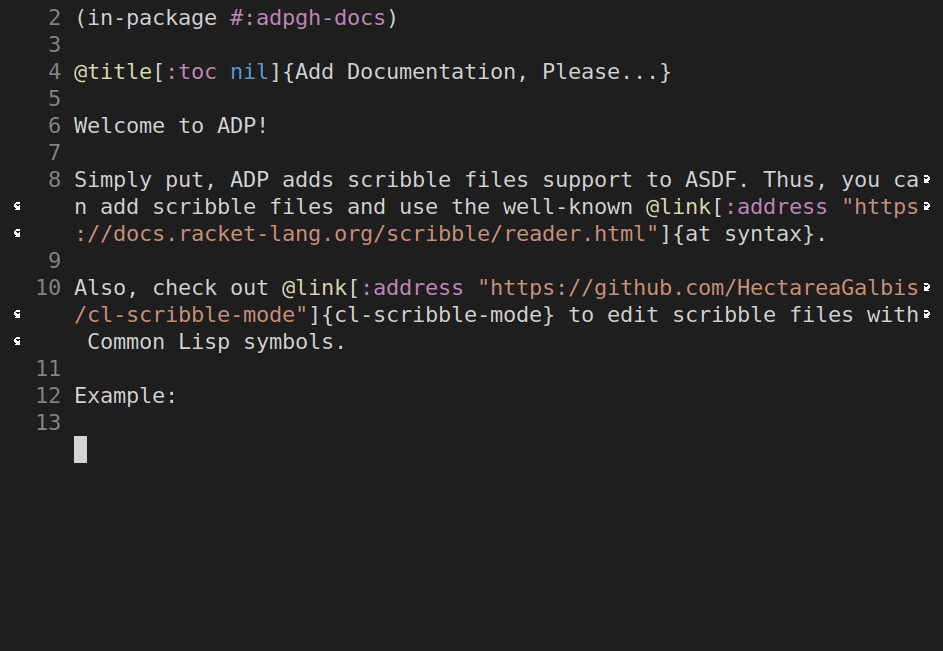 2 (in-package #:adpgh-docs)
3
4 @title[:toc nil]{Add Documentation, Please...}
5
6 Welcome to ADP!
7
8 Simply put, ADP adds scribble files support to ASDF. Thus, you ca
n add scribble files and use the well-known @link[:address "https
://docs.racket-lang.org/scribble/reader.html"]{at syntax}.
9
10 Also, check out @link[:address "https://github.com/HectareaGalbis
/cl-scribble-mode"]{cl-scribble-mode} to edit scribble files with
Common Lisp symbols.
11
12 Example:
13